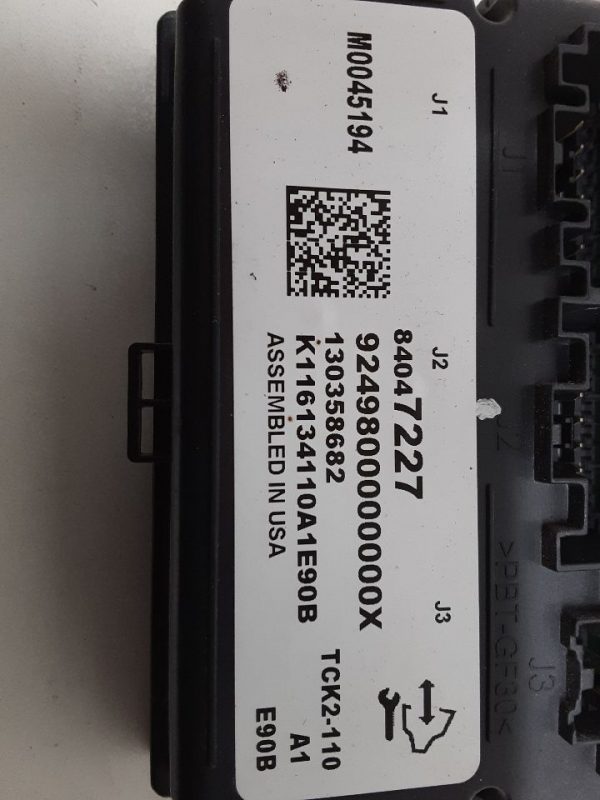 J1 J2 J3
>PBT-GF30<
J1 J2 J3
M0045194
84047227
924980000000X
130358682
K116134110A1E90B
ASSEMBLED IN USA
TCK2-110
A1
E90B